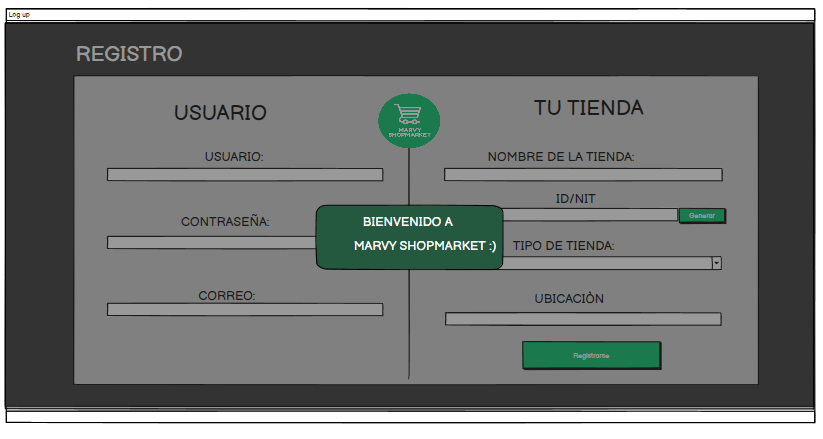 Log up
REGISTRO
USUARIO
USUARIO:
CONTRASEÑA:
CORREO:
MARVY
SHOPMARKET
BIENVENIDO A
MARVY SHOPMARKET :)
TU TIENDA
NOMBRE DE LA TIENDA:
ID/NIT
Generar
TIPO DE TIENDA:
UBICACIÒN
Registrarse